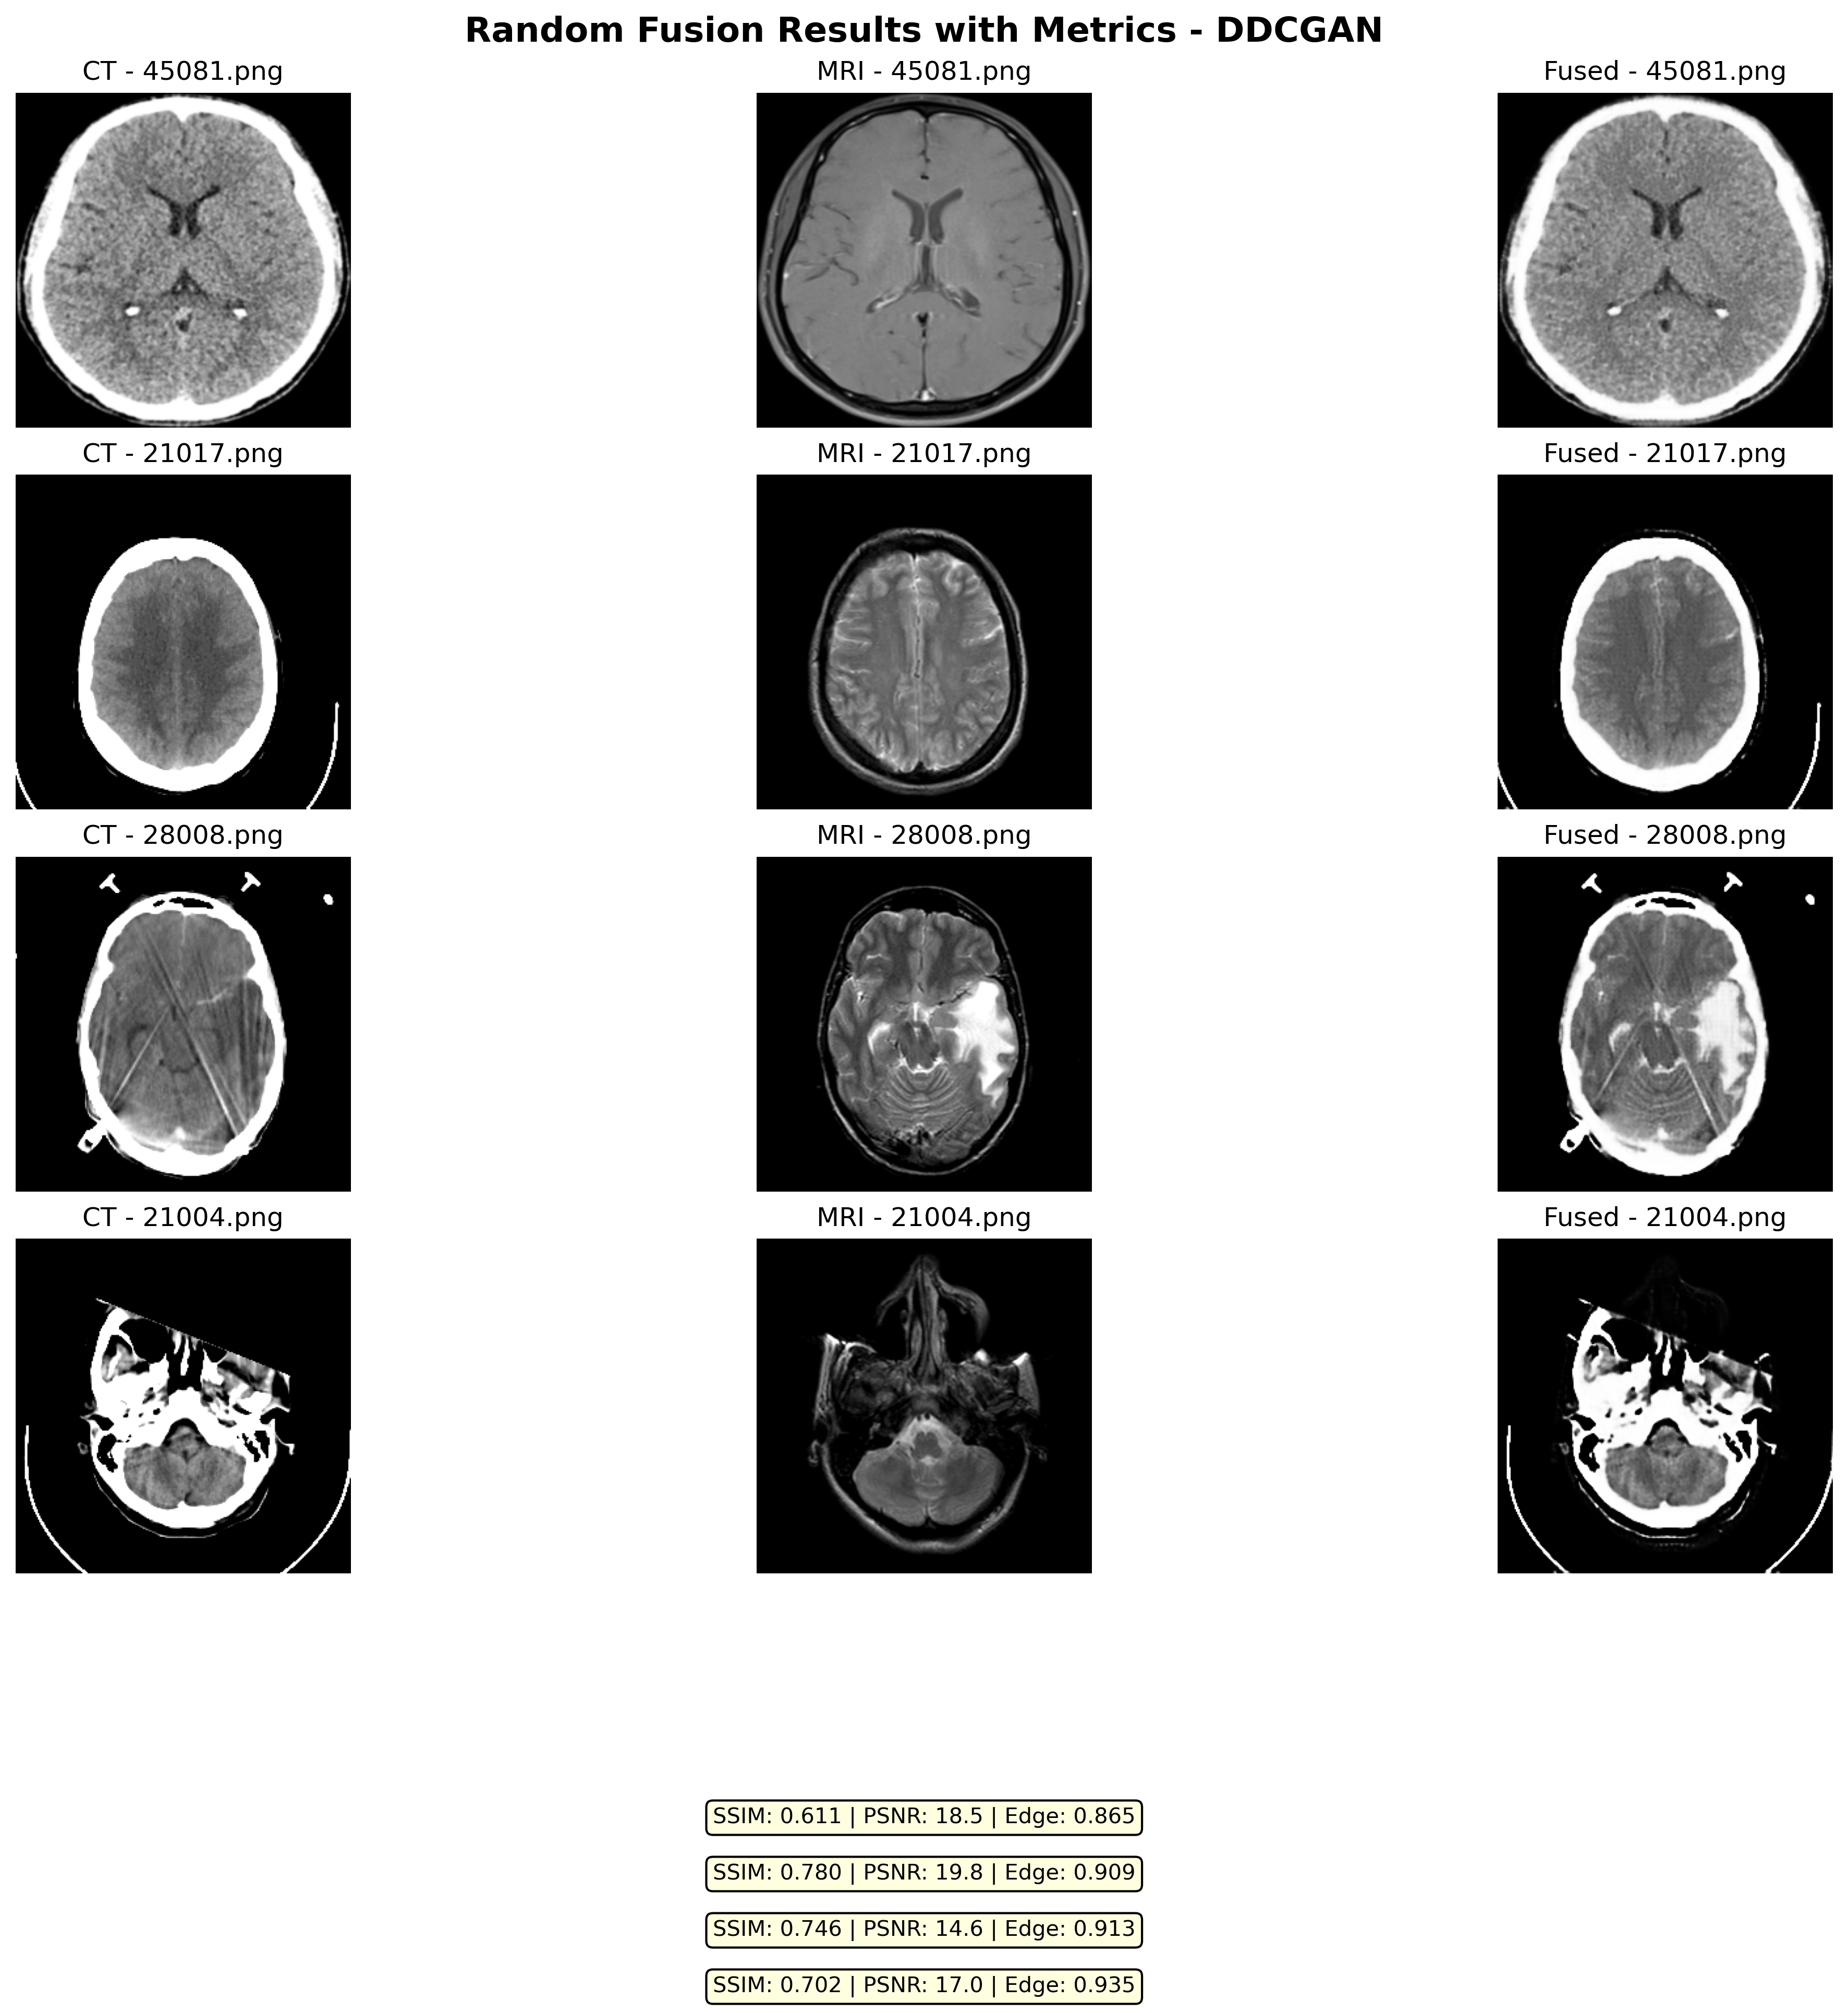 Random Fusion Results with Metrics - DDCGAN
CT - 45081.png
MRI - 45081.png
Fused - 45081.png
CT - 21017.png
MRI - 21017.png
Fused - 21017.png
CT - 28008.png
MRI - 28008.png
Fused - 28008.png
CT - 21004.png
MRI - 21004.png
Fused - 21004.png
SSIM: 0.611 | PSNR: 18.5 | Edge: 0.865
SSIM: 0.780 | PSNR: 19.8 | Edge: 0.909
SSIM: 0.746 | PSNR: 14.6 | Edge: 0.913
SSIM: 0.702 | PSNR: 17.0 | Edge: 0.935